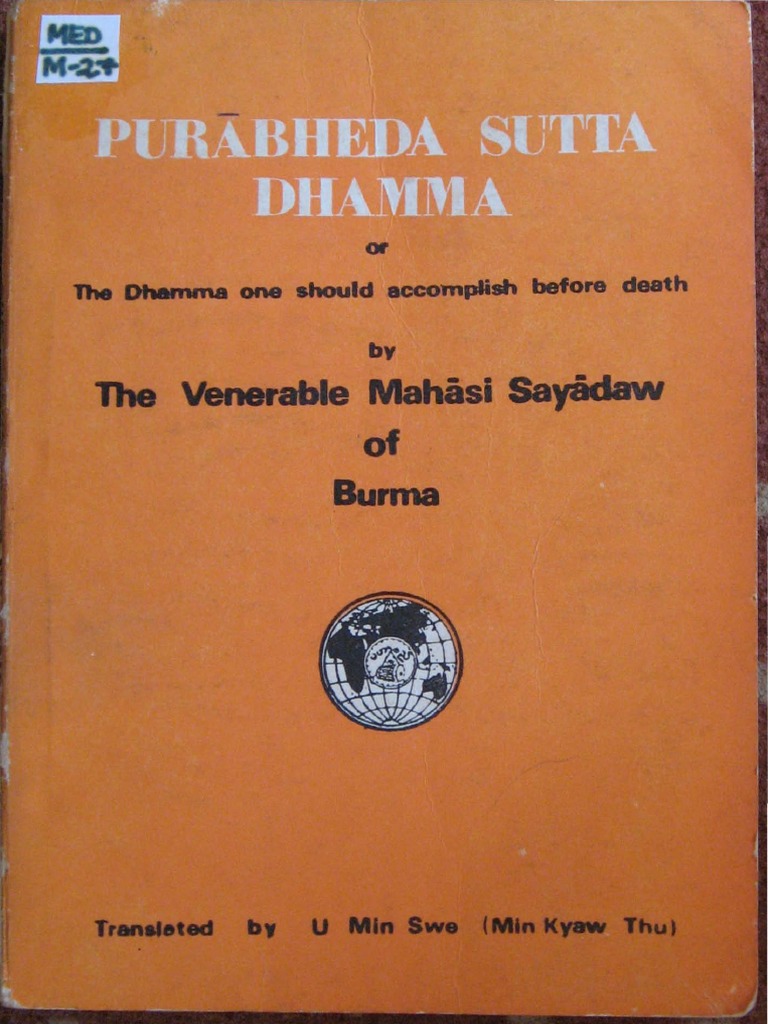 MED
M-27
PURĀBHEDA SUTTA
DHAMMA
or
The Dhamma one should accomplish before death
by
The Venerable Mahāsi Sayādaw
of
Burma
Translated by U Min Swe (Min Kyaw Thu)